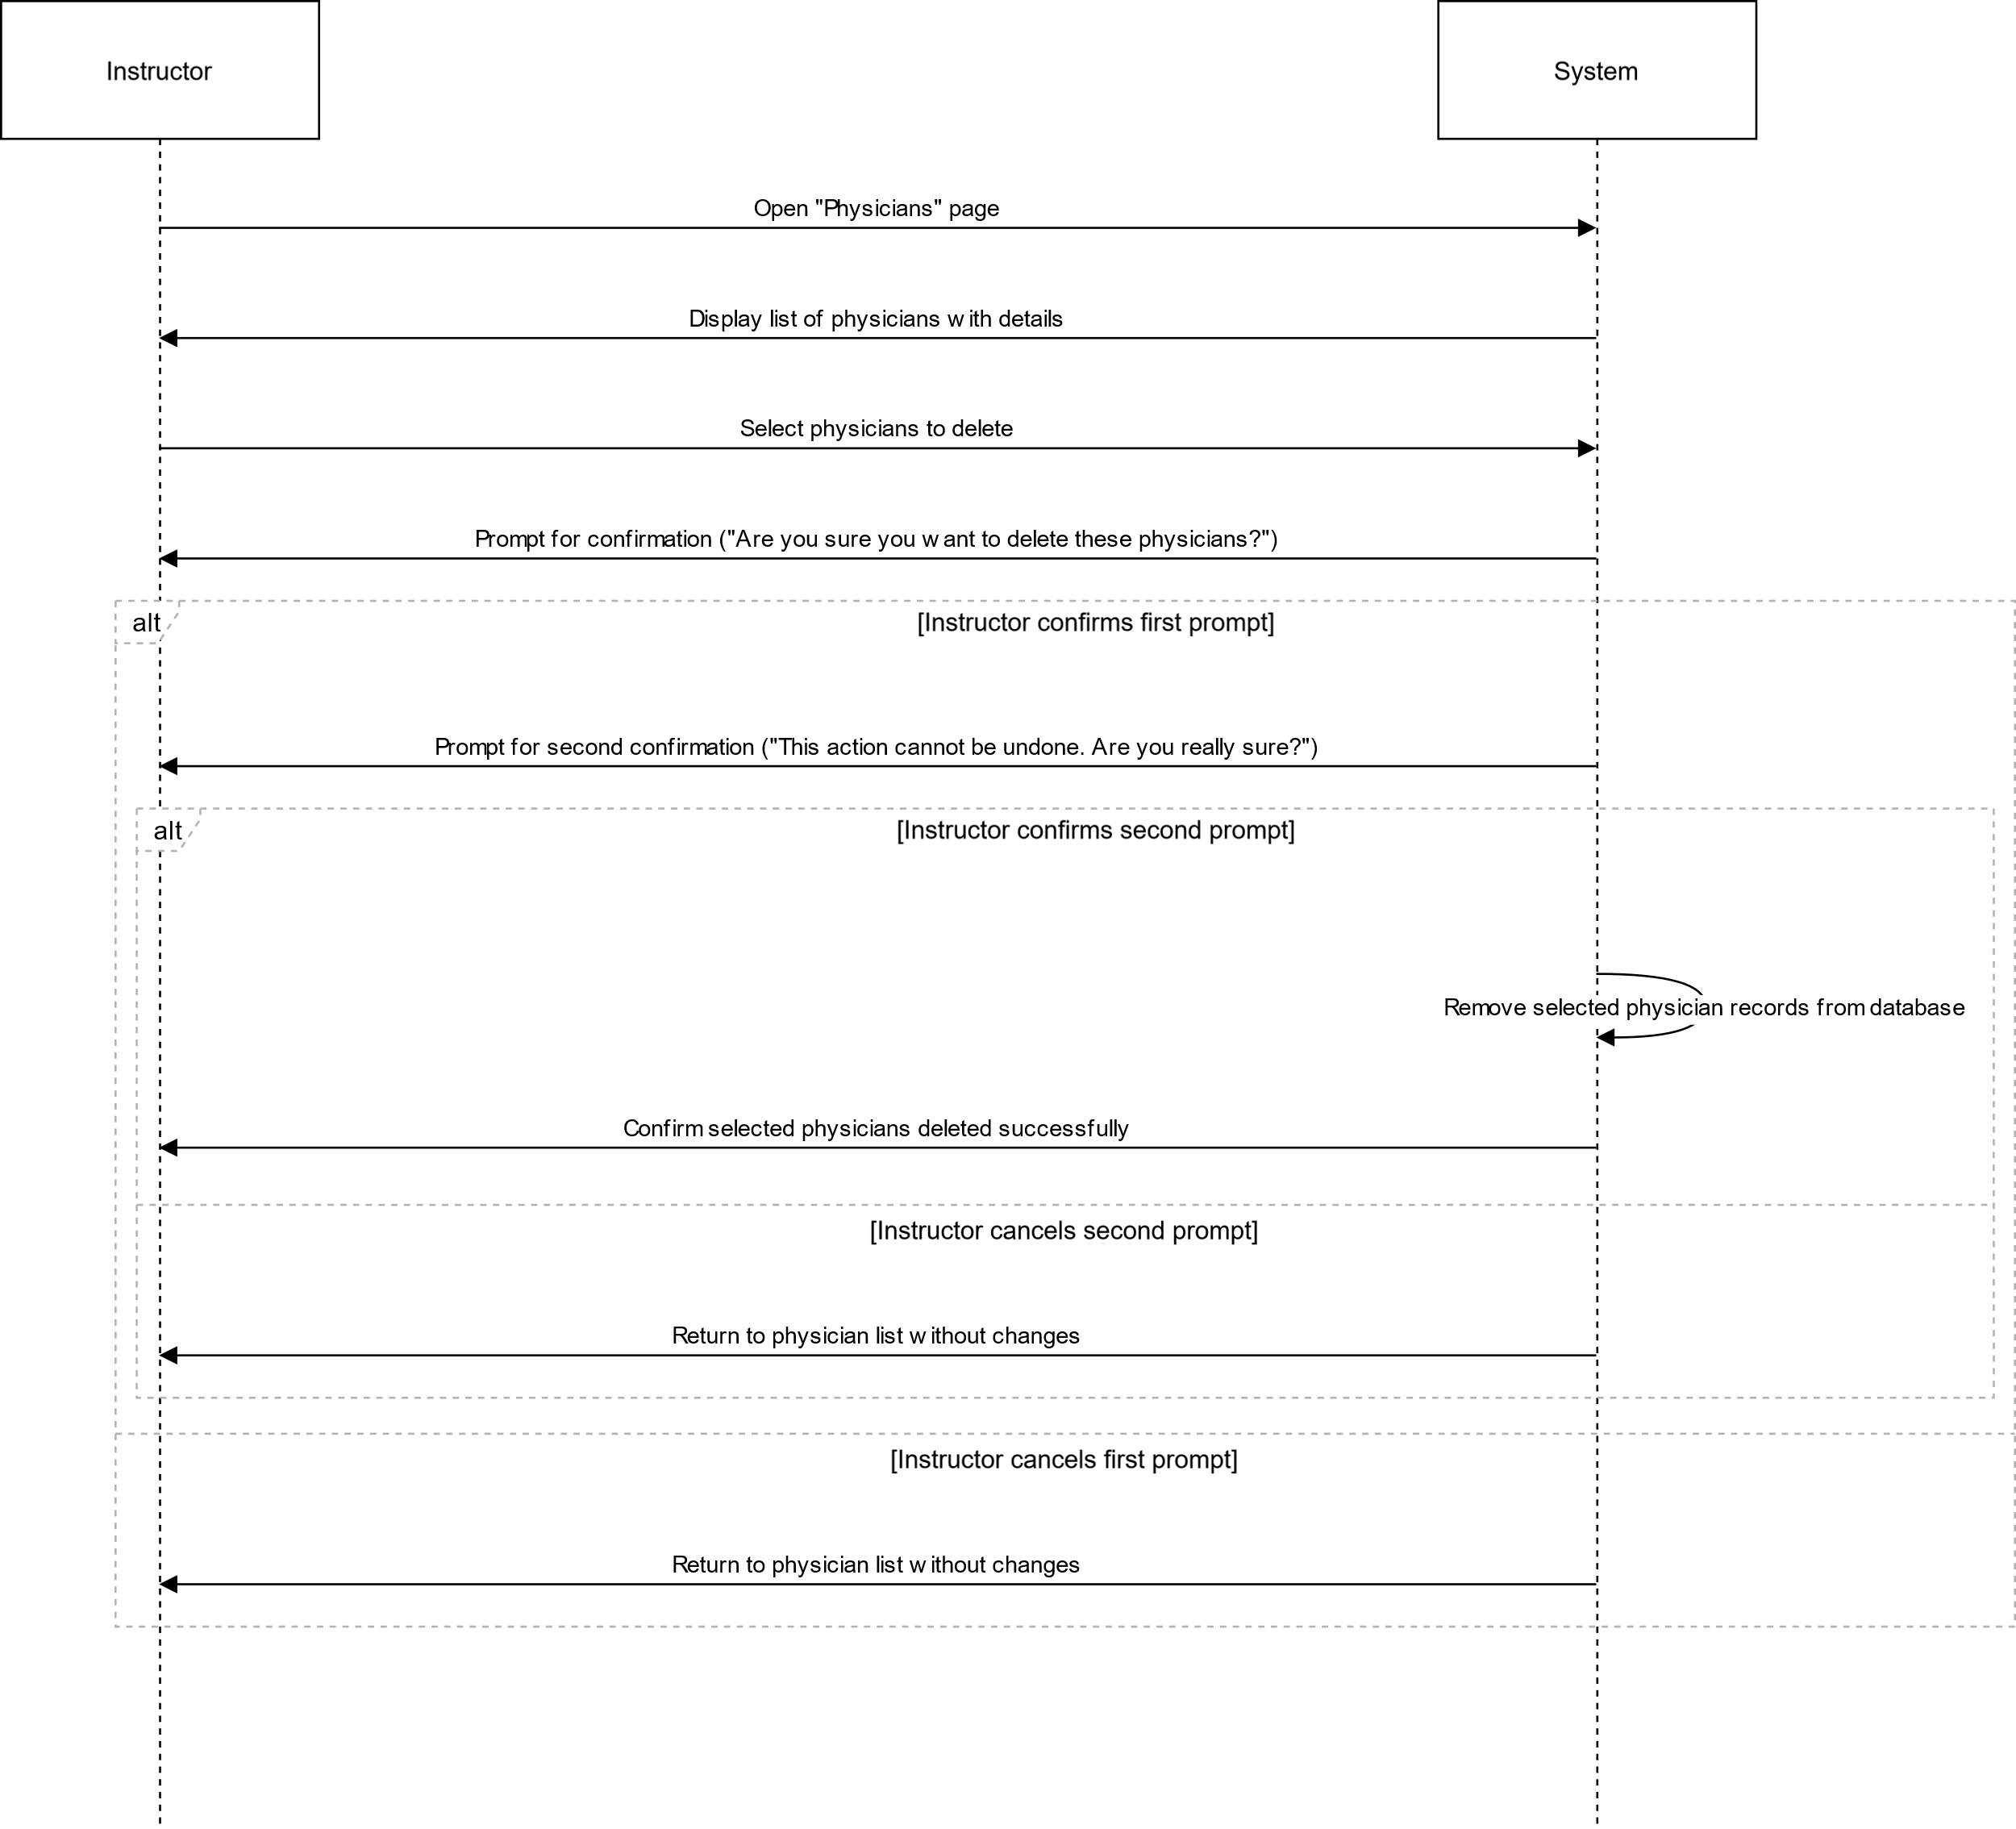 Instructor
System
Open "Physicians" page
Display list of physicians with details
Select physicians to delete
Prompt for confirmation ("Are you sure you want to delete these physicians?")
alt
[Instructor confirms first prompt]
Prompt for second confirmation ("This action cannot be undone. Are you really sure?")
alt
[Instructor confirms second prompt]
Remove selected physician records from database
Confirm selected physicians deleted successfully
[Instructor cancels second prompt]
Return to physician list without changes
[Instructor cancels first prompt]
Return to physician list without changes